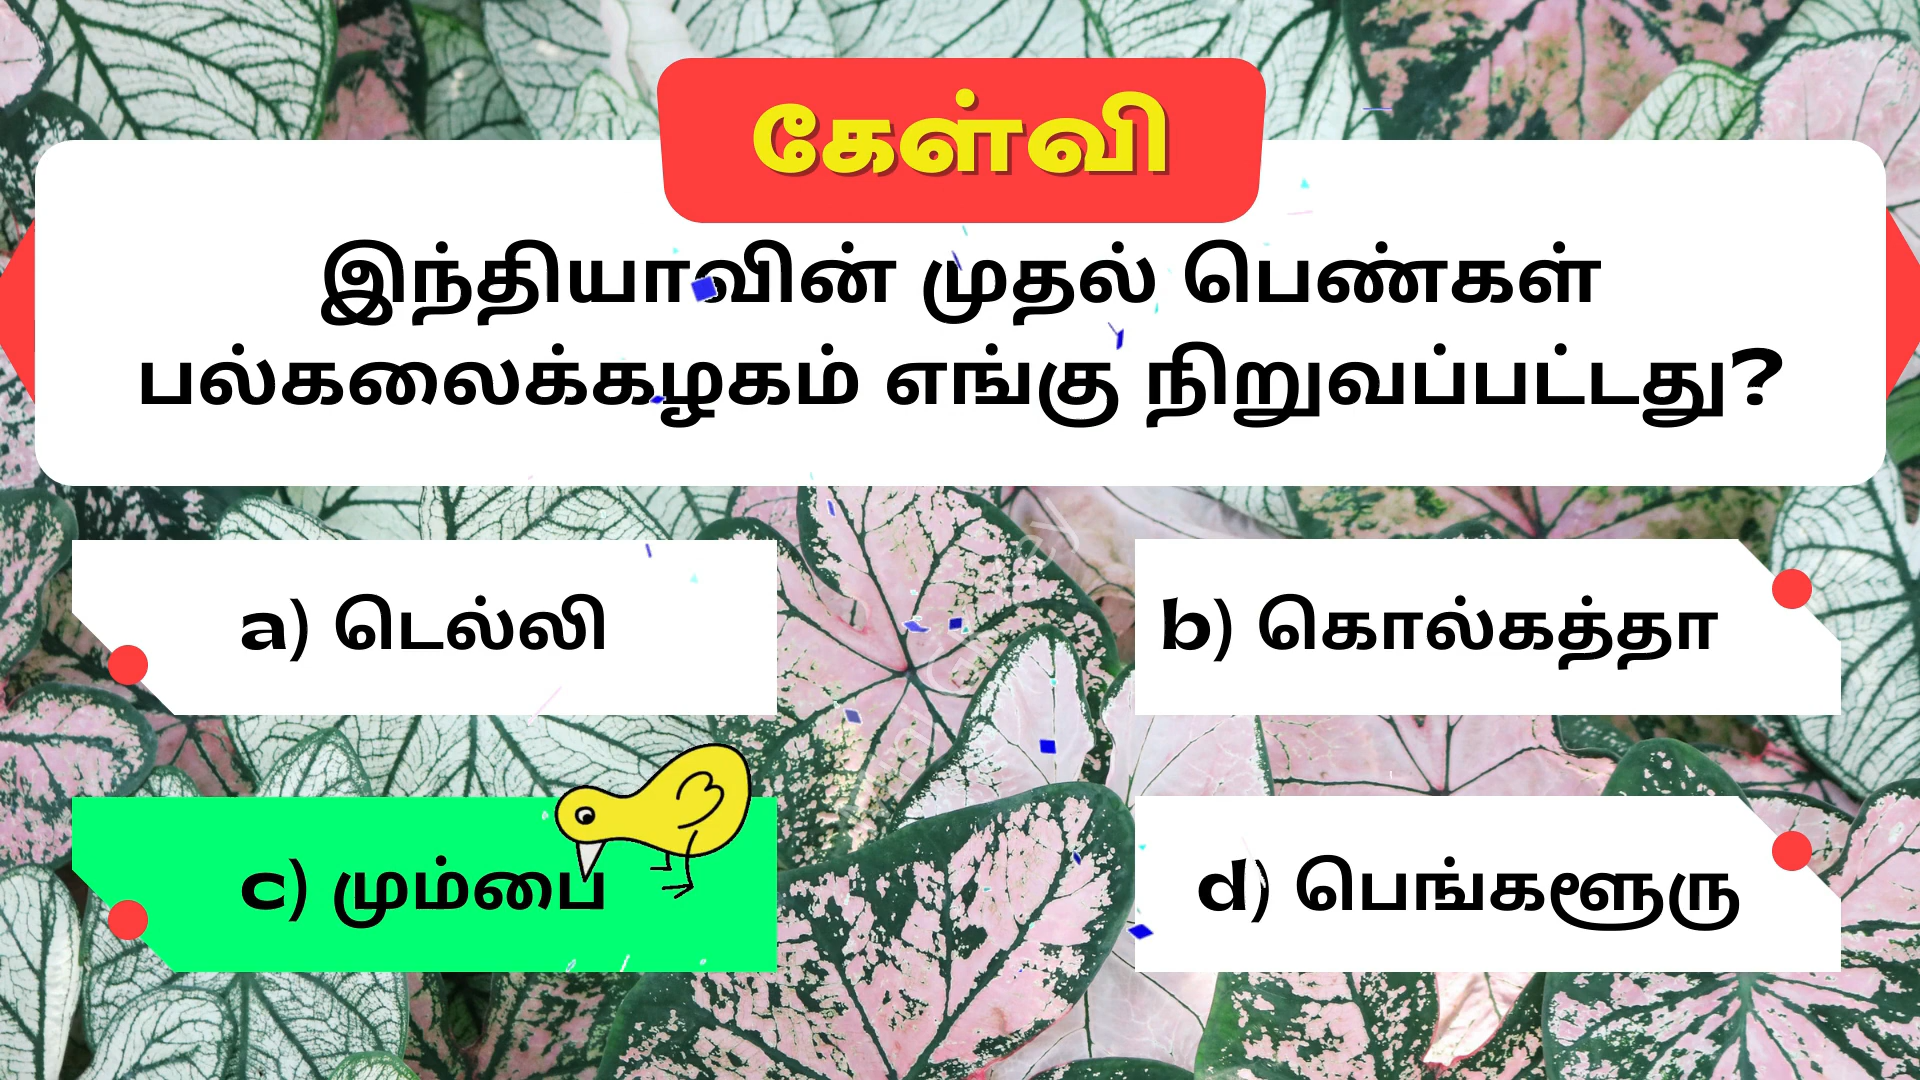 கேள்வி
இந்தியாவின் முதல் பெண்கள்
பல்கலைக்கழகம் எங்கு நிறுவப்பட்டது?
a) டெல்லி
b) கொல்கத்தா
c) மும்பை
d) பெங்களூரு